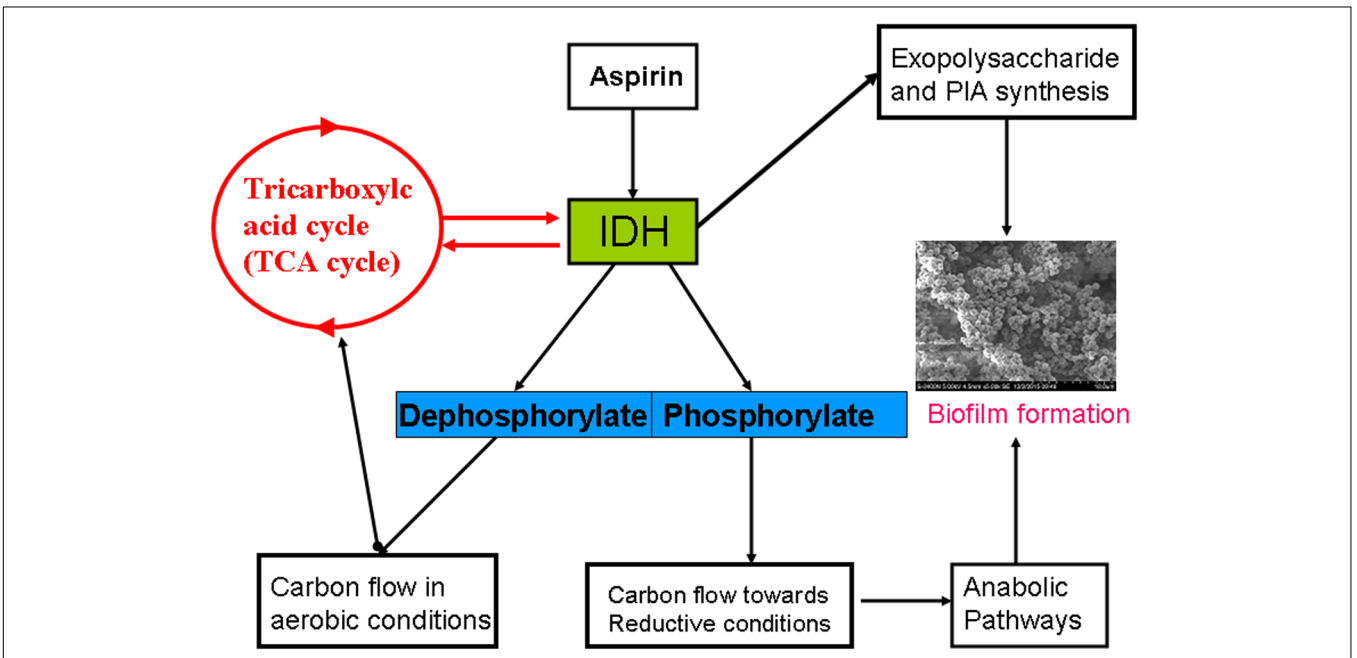 Aspirin
Exopolysaccharide
and PIA synthesis
Tricarboxylc
acid cycle
(TCA cycle)
IDH
Dephosphorylate
Phosphorylate
Biofilm formation
Carbon flow in
aerobic conditions
Carbon flow towards
Reductive conditions
Anabolic
Pathways